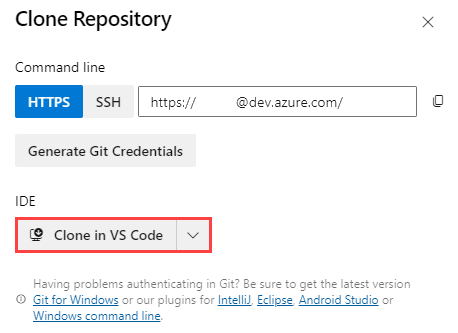 Clone Repository
Command line
HTTPS SSH https:// @dev.azure.com/
Generate Git Credentials
IDE
Clone in VS Code
Having problems authenticating in Git? Be sure to get the latest version
Git for Windows or our plugins for IntelliJ, Eclipse, Android Studio or
Windows command line.